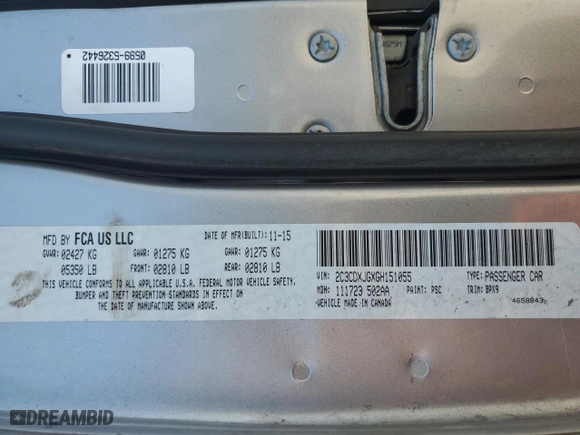 0599-5326442
MFD BY FCA US LLC DATE OF MFR(BUILT): 11-15
GVWR: 02427 KG GAWR: 01275 KG GAWR: 01275 KG
05350 LB FRONT: 02810 LB REAR: 02810 LB
THIS VEHICLE CONFORMS TO ALL APPLICABLE U.S.A. FEDERAL MOTOR VEHICLE SAFETY,
BUMPER AND THEFT PREVENTION STANDARDS IN EFFECT ON
THE DATE OF MANUFACTURE SHOWN ABOVE.
VIN: 2C3CDXJGXGH151055 TYPE: PASSENGER CAR
MDH: 111723 502AA PAINT: PSC TRIM: BPX9
VEHICLE MADE IN CANADA 4658843
DREAMBID